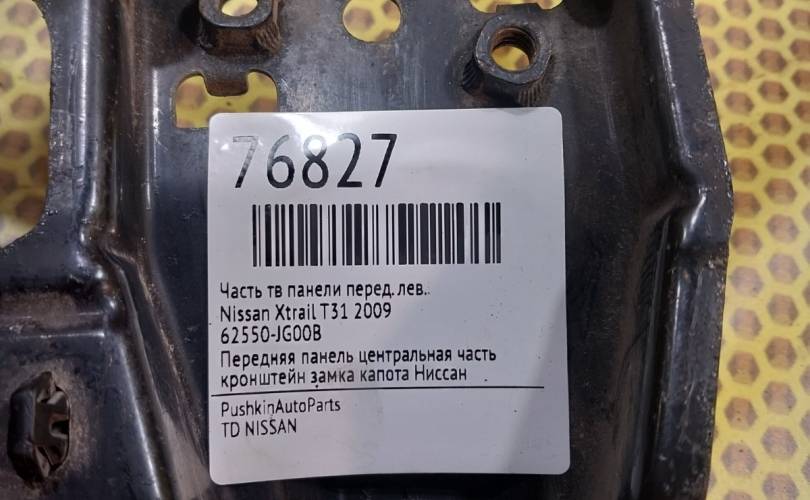 76827
Часть тв панели перед. лев..
Nissan Xtrail T31 2009
62550-JG00B
Передняя панель центральная часть
кронштейн замка капота Ниссан
PushkinAutoParts
TD NISSAN